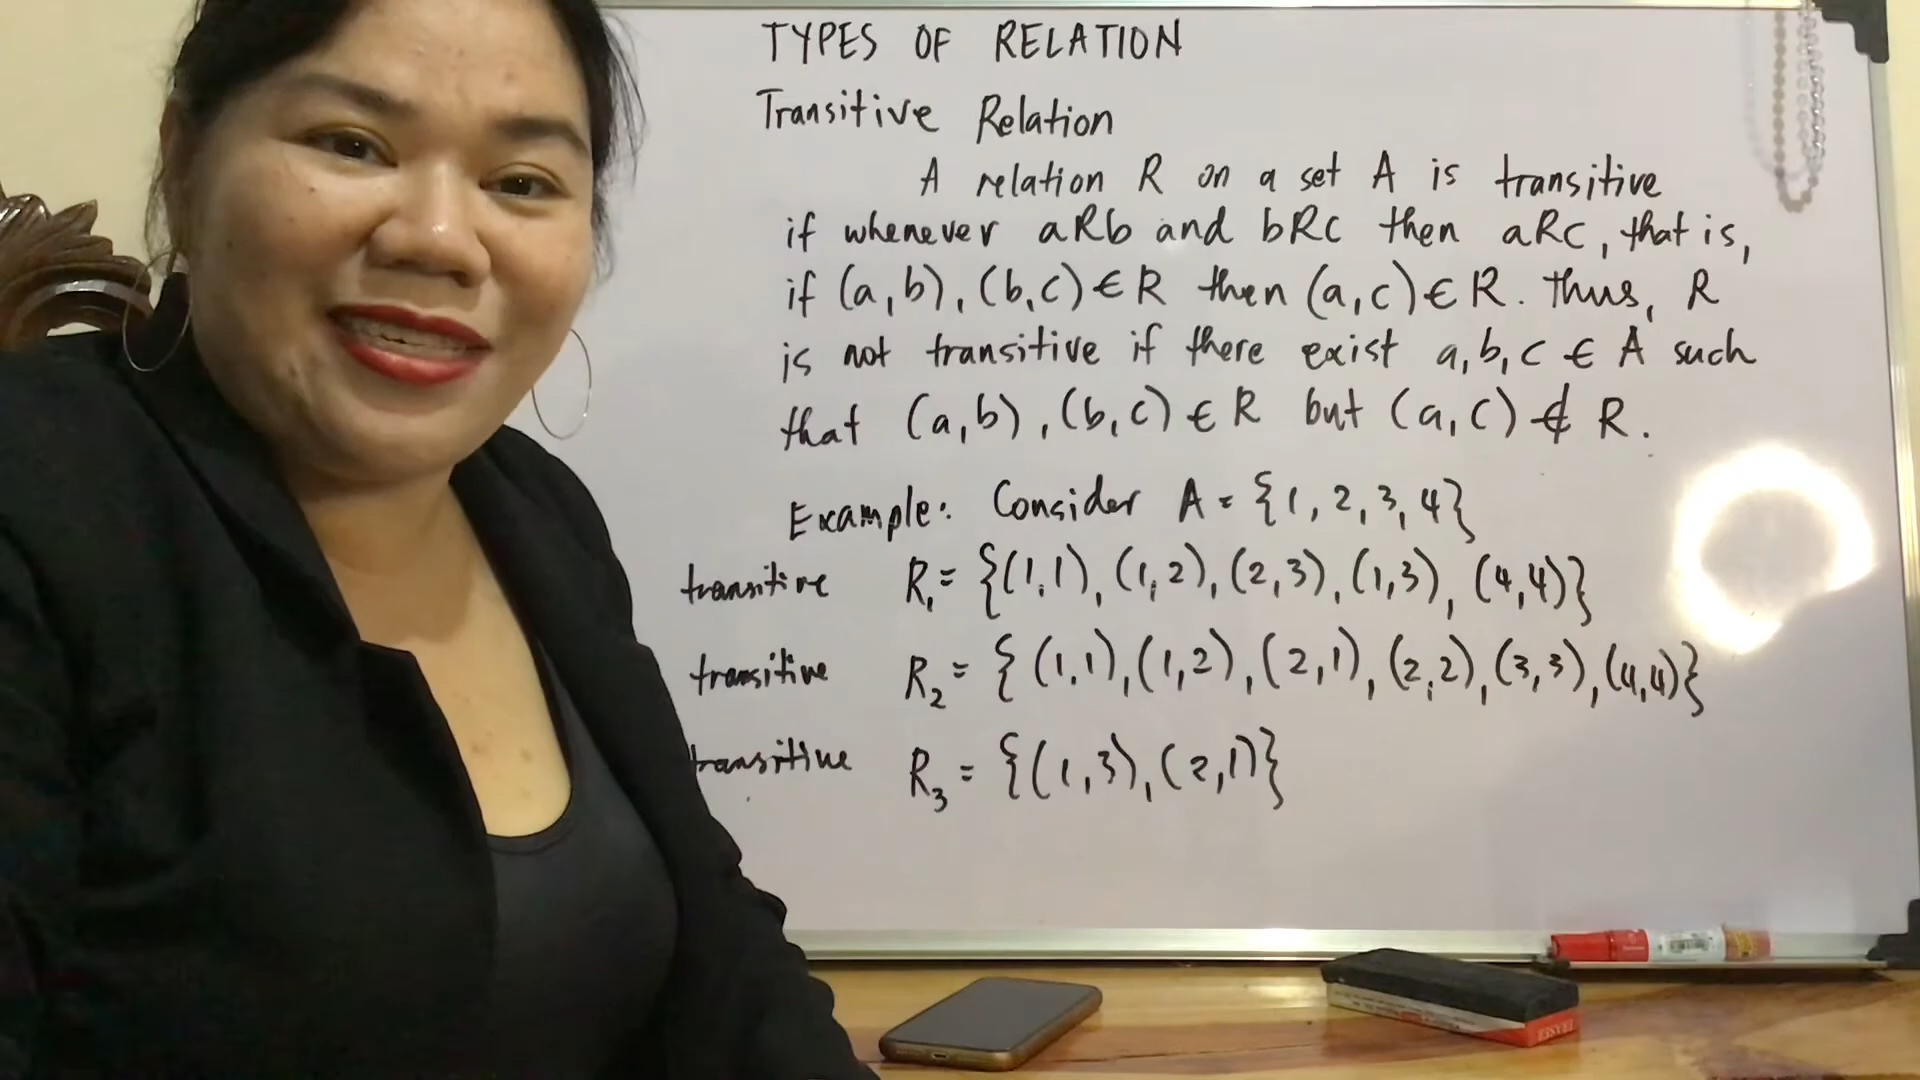 TYPES OF RELATION
Transitive Relation
A relation R on a set A is transitive
if whenever aRb and bRc then aRc, that is,
if (a,b), (b,c) ∈ R then (a,c) ∈ R. Thus, R
is not transitive if there exist a,b,c ∈ A such
that (a,b), (b,c) ∈ R but (a,c) ∉ R.
Example: Consider A = {1, 2, 3, 4}
transitive R₁ = {(1,1), (1,2), (2,3), (1,3), (4,4)}
transitive R₂ = {(1,1), (1,2), (2,1), (2,2), (3,3), (4,4)}
transitive R₃ = {(1,3), (2,1)}